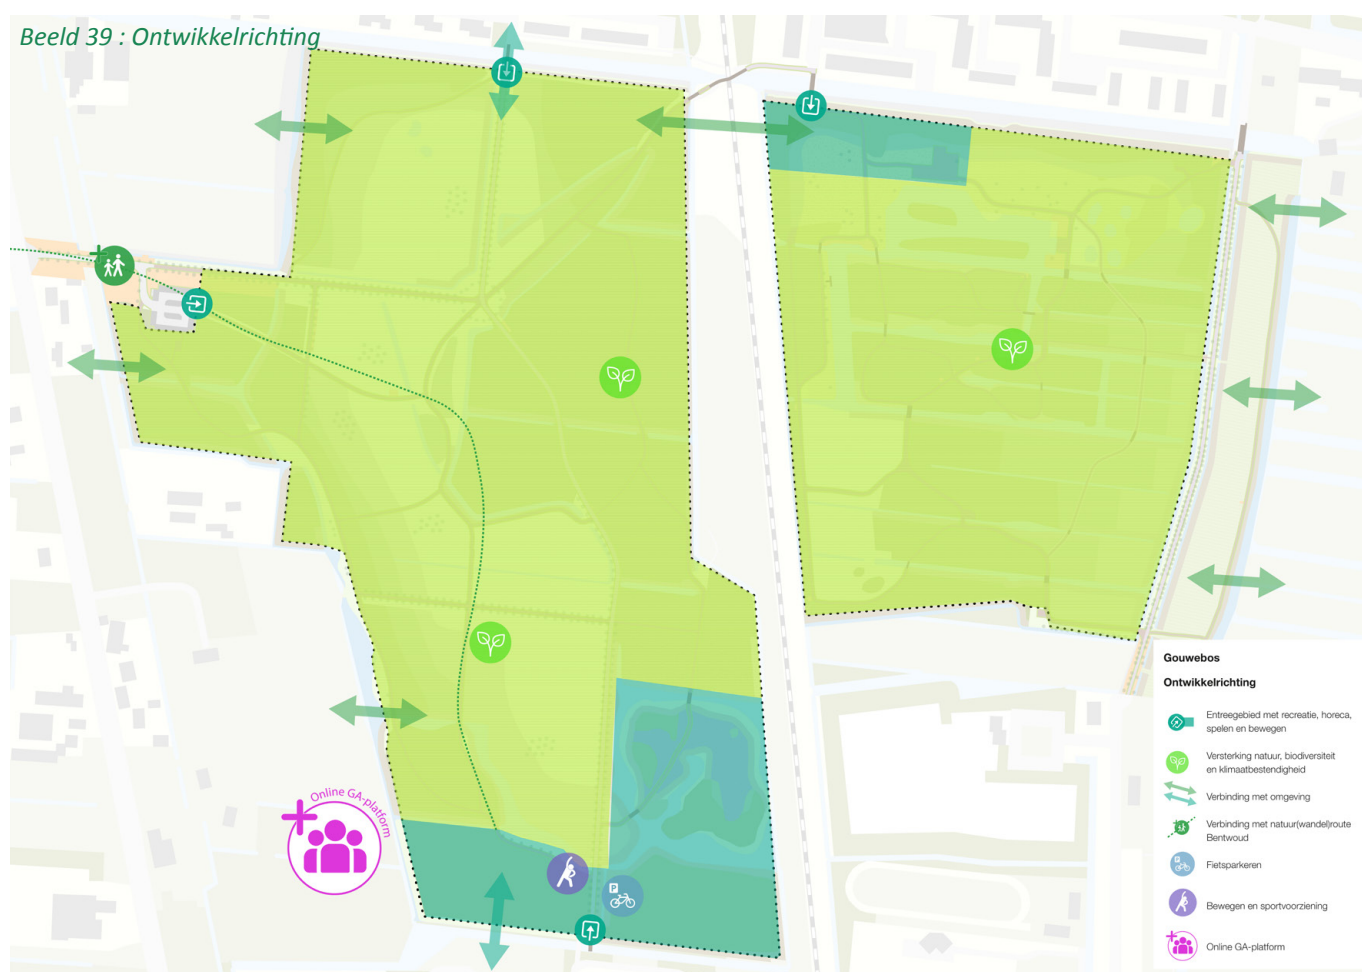 Beeld 39 : Ontwikkelrichting
Online GA-platform
Gouwebos
Ontwikkelrichting
Entreegebied met recreatie, horeca,
spelen en bewegen
Versterking natuur, biodiversiteit
en klimaatbestendigheid
Verbinding met omgeving
Verbinding met natuur(wandel)route
Bentwoud
P
Fietsparkeren
Bewegen en sportvoorziening
Online GA-platform
P